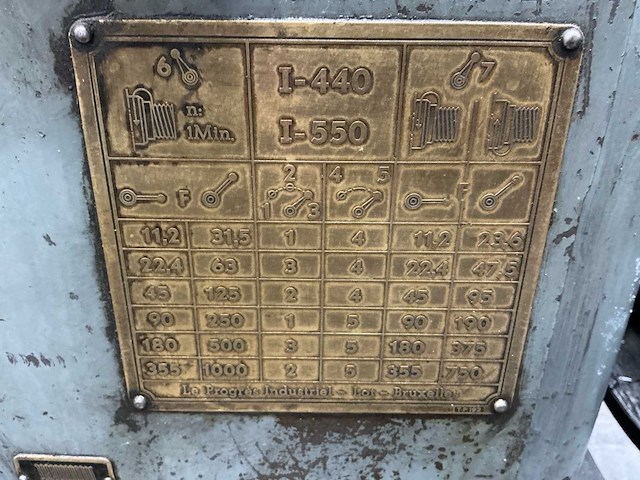 6 I-440 7
n: 1Min. I-550
2 4 5
F F
1 3
11,2 31,5 1 4 11,2 23,6
22,4 63 3 4 22,4 47,5
45 125 2 4 45 95
90 250 1 5 90 190
180 500 3 5 180 375
355 1000 2 5 355 750
Le Progrès Industriel - Loт - Bruxelles